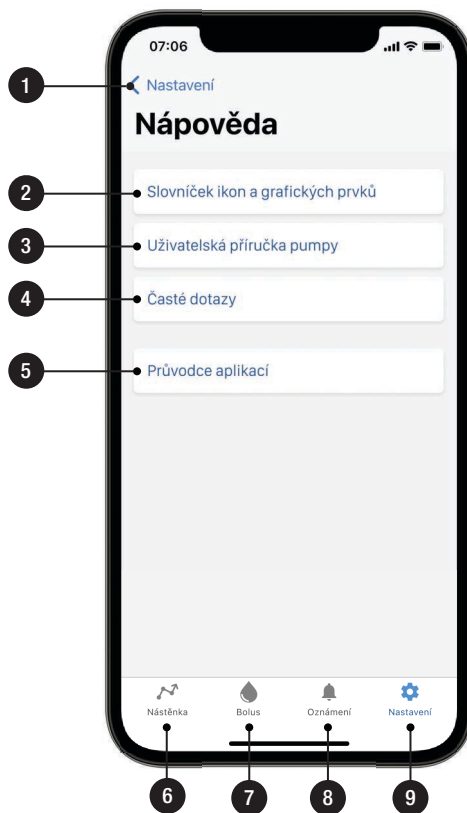 07:06
1
Nastavení
Nápověda
2
Slovníček ikon a grafických prvků
3
Uživatelská příručka pumpy
4
Časté dotazy
5
Průvodce aplikací
Nástěnka
Bolus
Oznámení
Nastavení
6
7
8
9